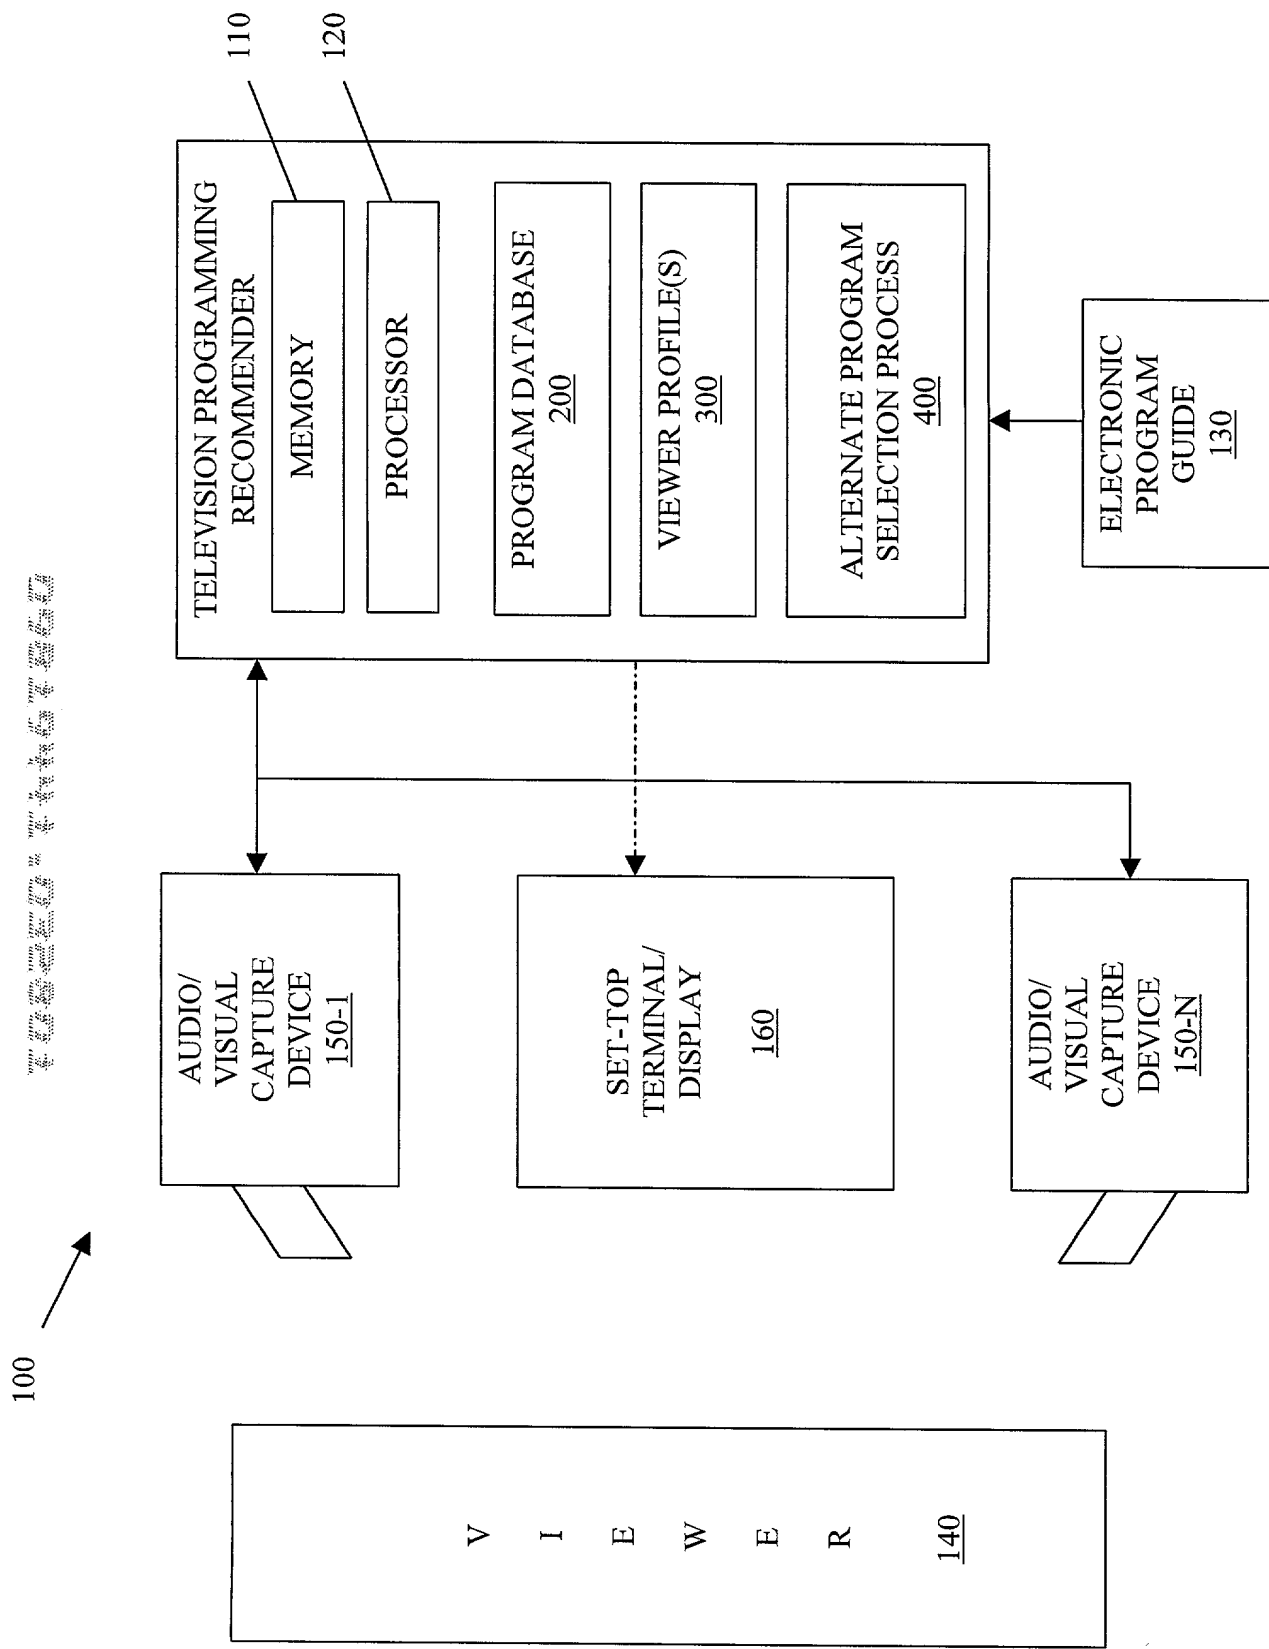 100
V
I
E
W
E
R
140
AUDIO/
VISUAL
CAPTURE
DEVICE
150-1
SET-TOP
TERMINAL/
DISPLAY
160
AUDIO/
VISUAL
CAPTURE
DEVICE
150-N
TELEVISION PROGRAMMING
RECOMMENDER
MEMORY
110
PROCESSOR
120
PROGRAM DATABASE
200
VIEWER PROFILE(S)
300
ALTERNATE PROGRAM
SELECTION PROCESS
400
ELECTRONIC
PROGRAM
GUIDE
130